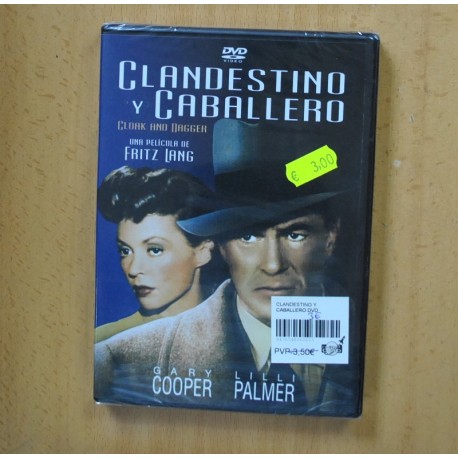 DVD
VIDEO
CLANDESTINO
Y CABALLERO
CLOAK AND DAGGER
UNA PELÍCULA DE
FRITZ LANG
€ 3,00
CLANDESTINO Y
CABALLERO DVD
3€
PVP 3,50€
GARY LILLI
COOPER PALMER